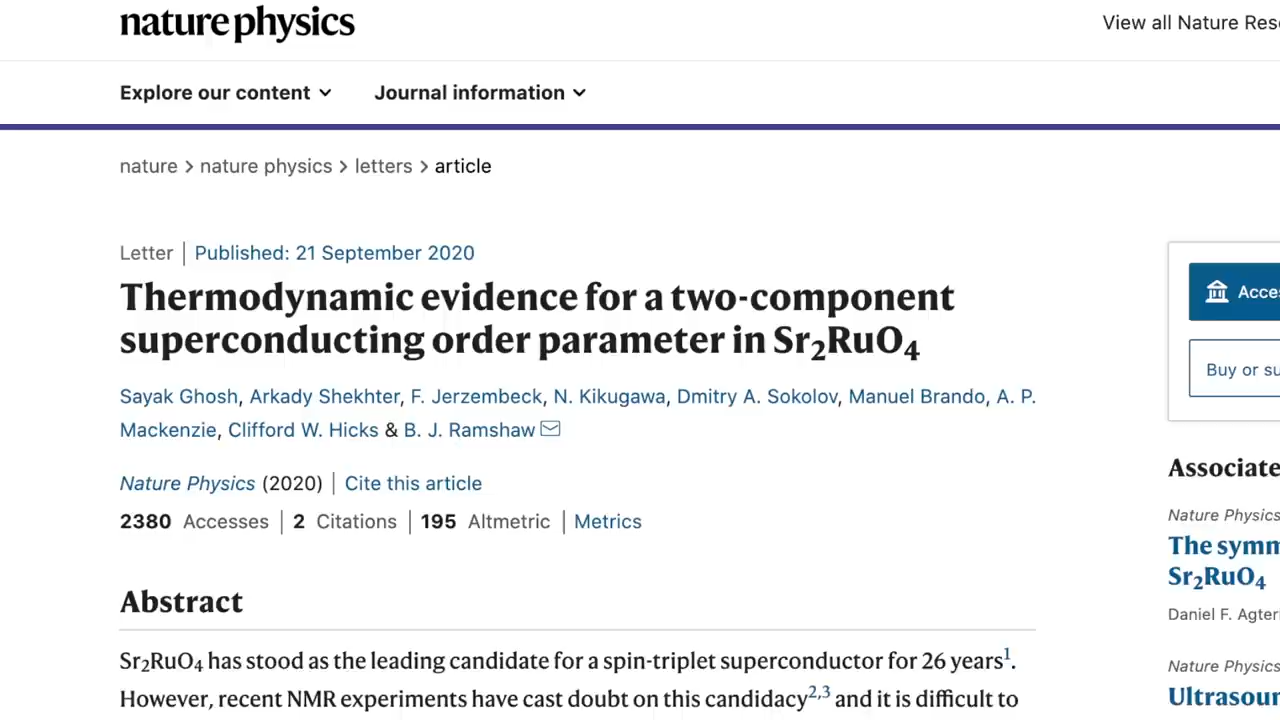 nature physics
View all Nature Rese
Explore our content
Journal information
nature > nature physics > letters > article
Letter | Published: 21 September 2020
Thermodynamic evidence for a two-component
superconducting order parameter in Sr₂RuO₄
Sayak Ghosh, Arkady Shekhter, F. Jerzembeck, N. Kikugawa, Dmitry A. Sokolov, Manuel Brando, A. P.
Mackenzie, Clifford W. Hicks & B. J. Ramshaw
Nature Physics (2020) | Cite this article
2380 Accesses | 2 Citations | 195 Altmetric | Metrics
Abstract
Sr₂RuO₄ has stood as the leading candidate for a spin-triplet superconductor for 26 years¹.
However, recent NMR experiments have cast doubt on this candidacy²,³ and it is difficult to
Acces
Buy or su
Associate
Nature Physics
The symm
Sr₂RuO₄
Daniel F. Agter
Nature Physics
Ultrasour